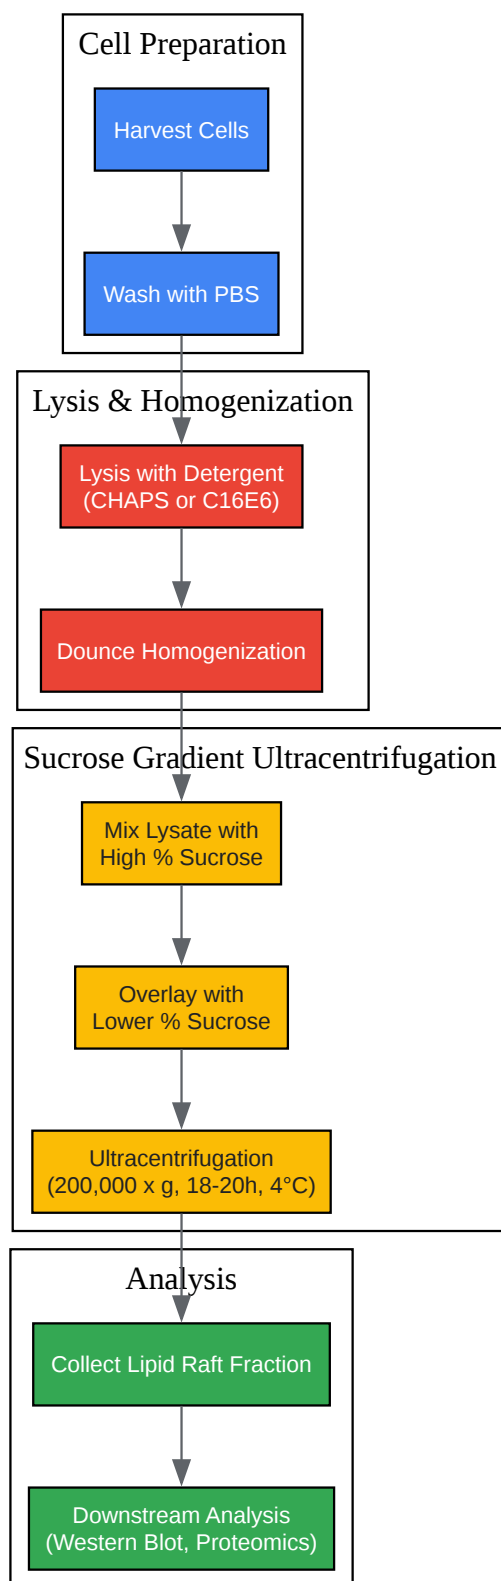 Cell Preparation
Harvest Cells
Wash with PBS
Lysis & Homogenization
Lysis with Detergent
(CHAPS or C16E6)
Dounce Homogenization
Sucrose Gradient Ultracentrifugation
Mix Lysate with
High % Sucrose
Overlay with
Lower % Sucrose
Ultracentrifugation
(200,000 x g, 18-20h, 4°C)
Analysis
Collect Lipid Raft Fraction
Downstream Analysis
(Western Blot, Proteomics)